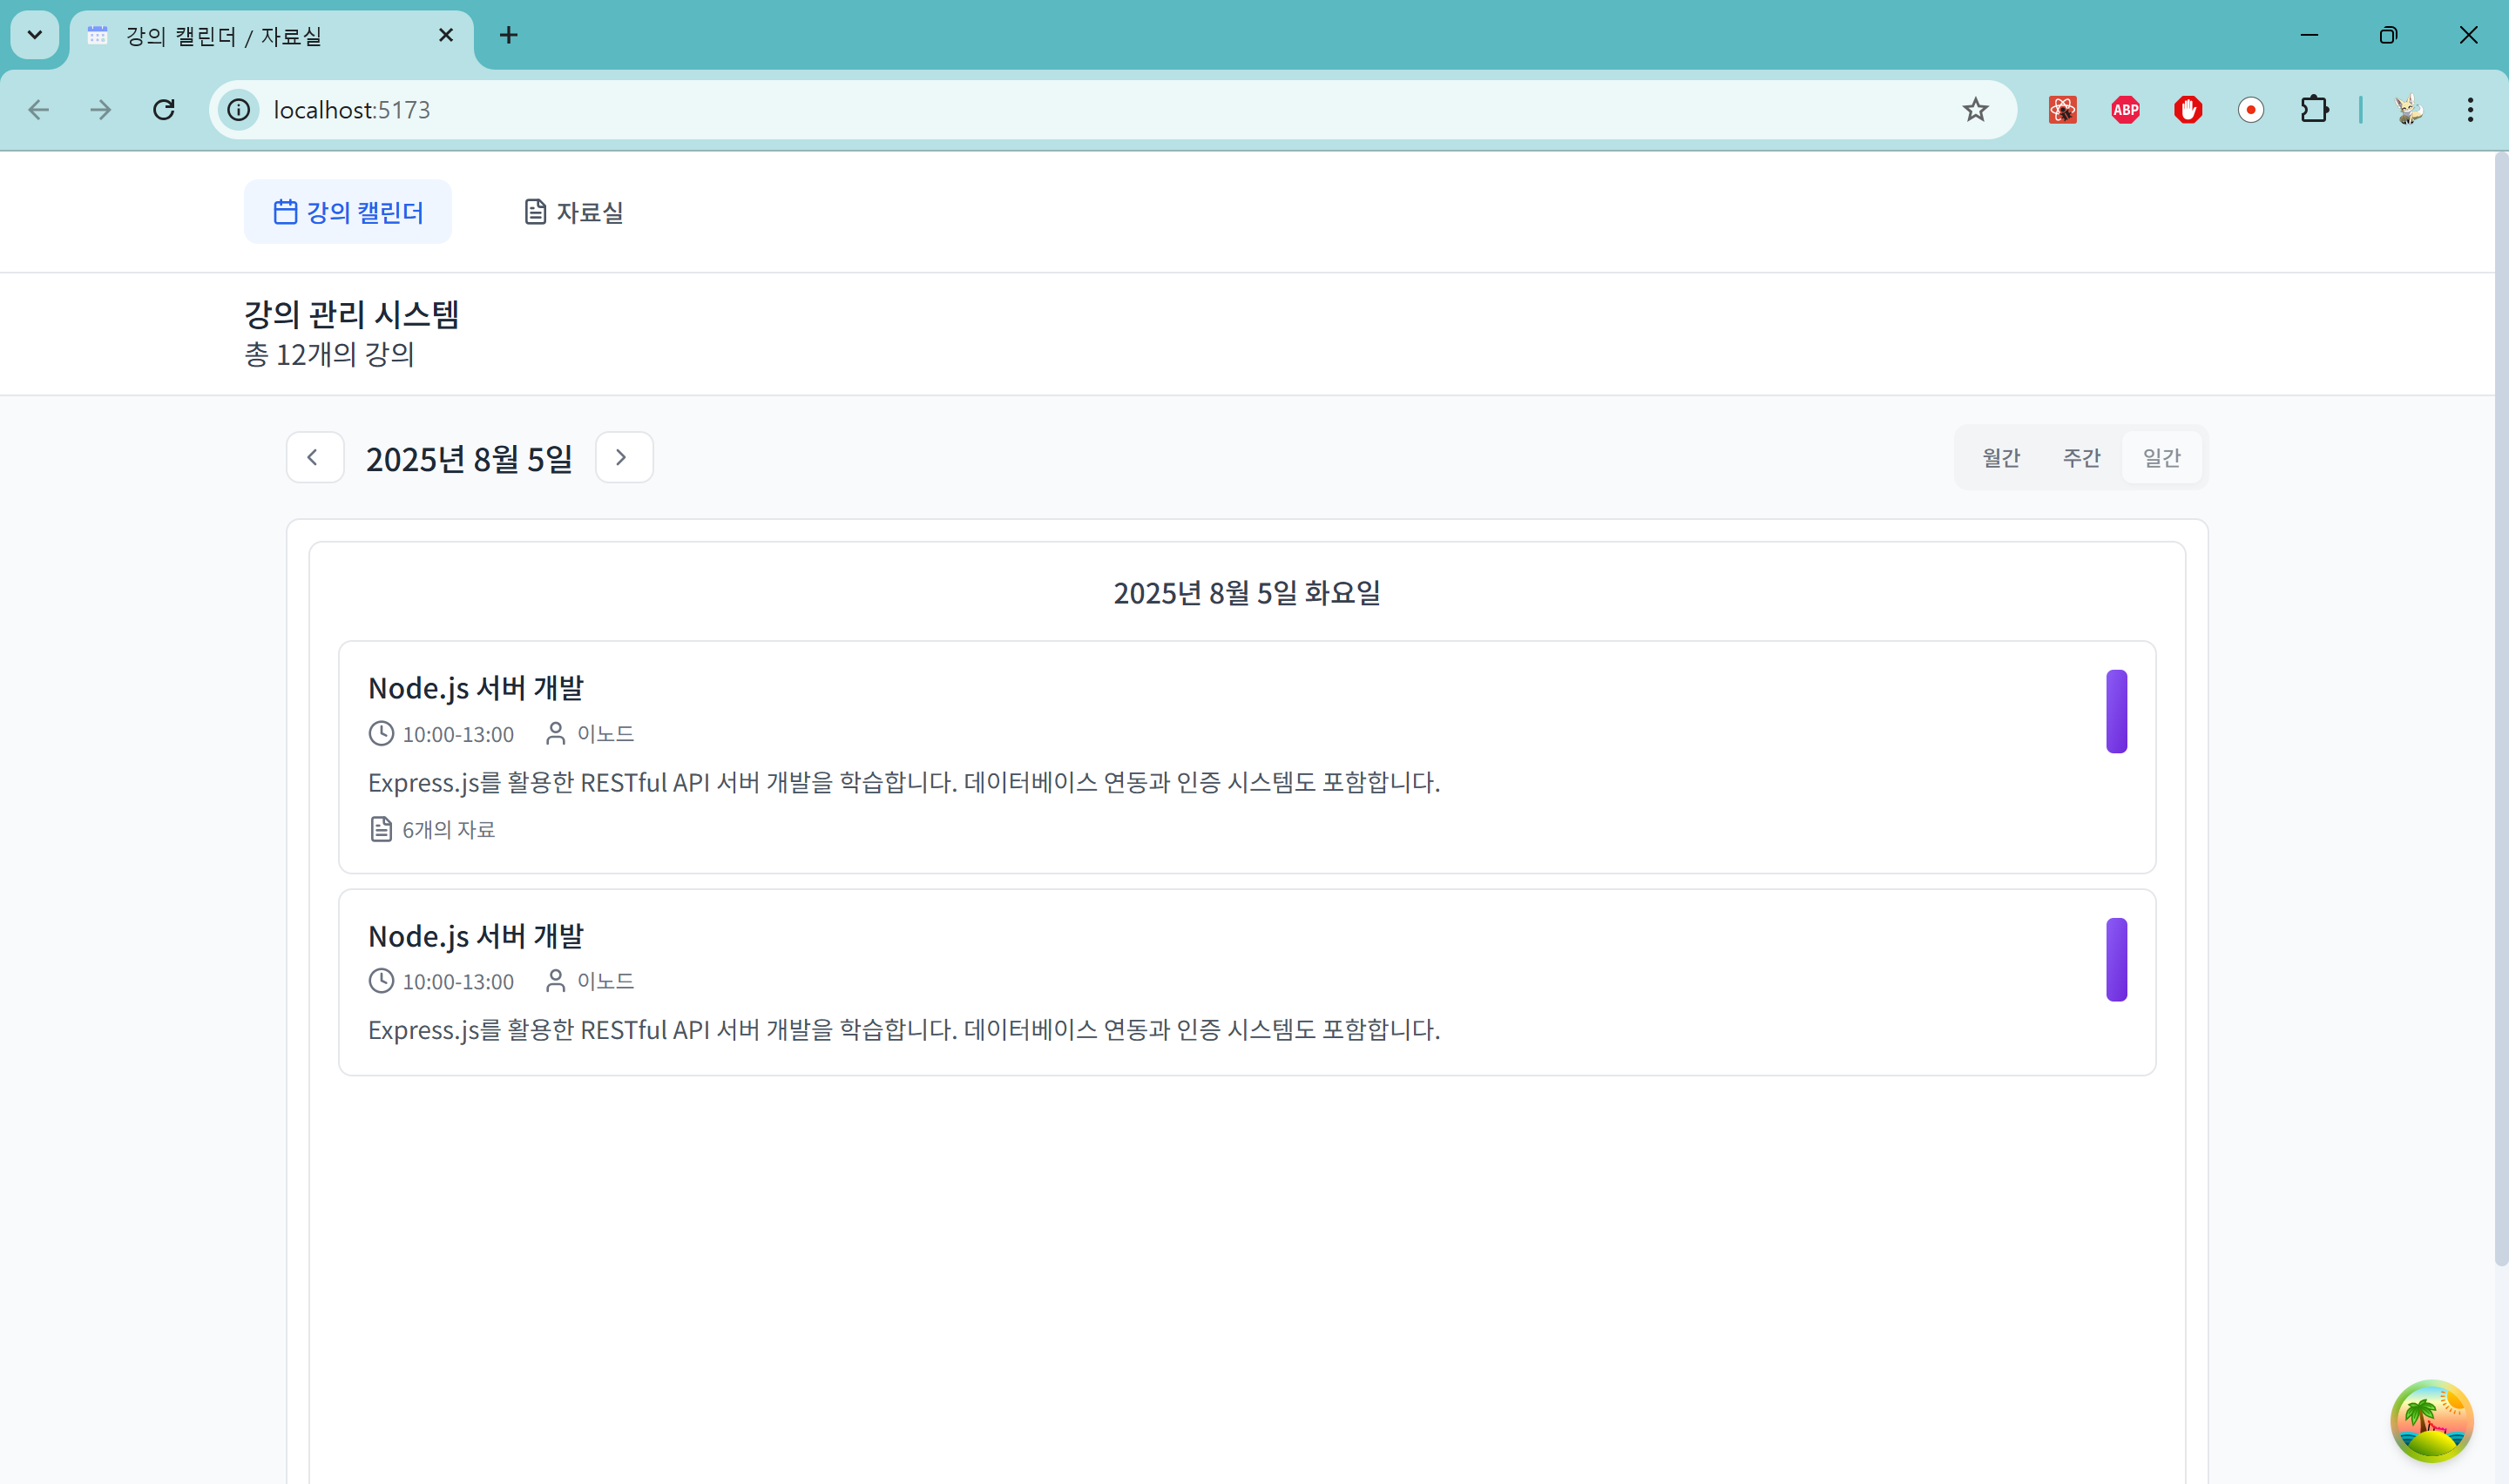 강의 캘린더 / 자료실
localhost:5173
ABP
강의 캘린더
자료실
강의 관리 시스템
총 12개의 강의
2025년 8월 5일
월간 주간 일간
2025년 8월 5일 화요일
Node.js 서버 개발
10:00-13:00 이노드
Express.js를 활용한 RESTful API 서버 개발을 학습합니다. 데이터베이스 연동과 인증 시스템도 포함합니다.
6개의 자료
Node.js 서버 개발
10:00-13:00 이노드
Express.js를 활용한 RESTful API 서버 개발을 학습합니다. 데이터베이스 연동과 인증 시스템도 포함합니다.